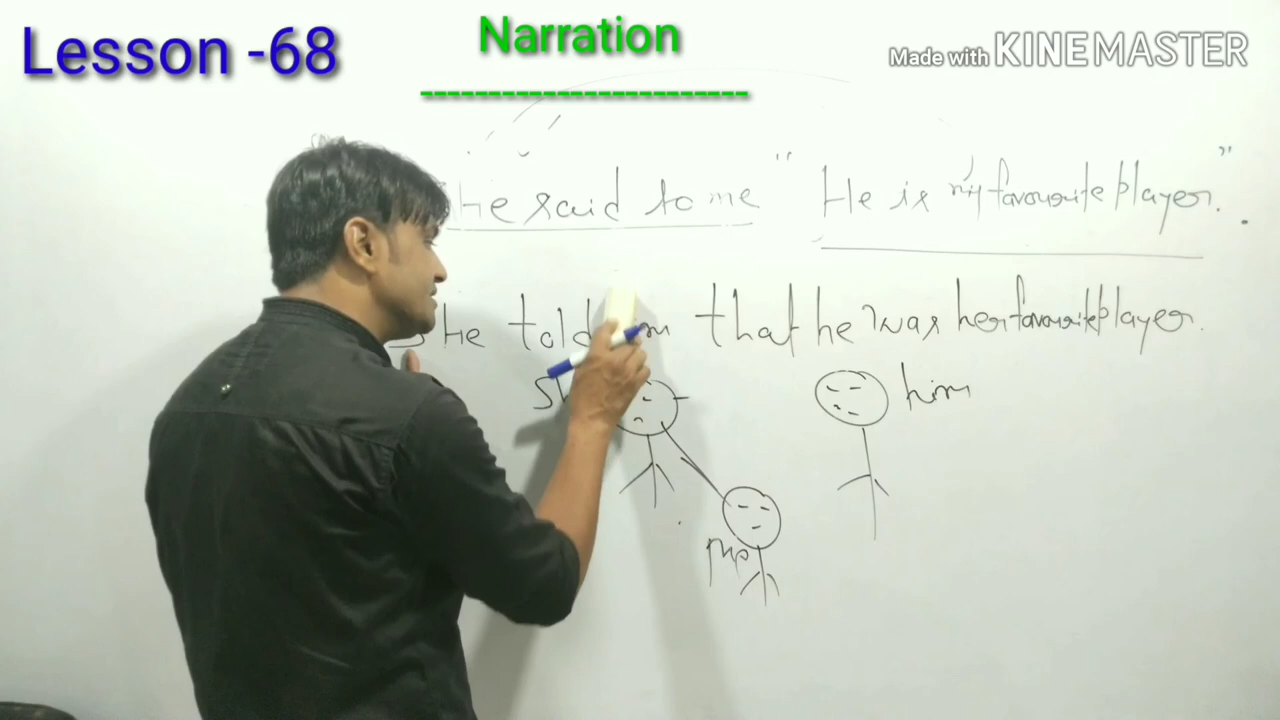 Lesson -68
Narration
Made with KINEMASTER
he said to me " He is my favourite player. ".
She told that he was her favourite player.
him
me